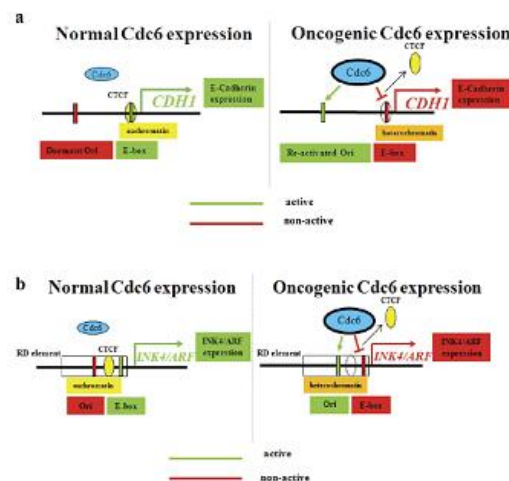 a
Normal Cdc6 expression
Oncogenic Cdc6 expression
Cdc6
CTCF
CDH1
E-Cadherin
expression
euchromatin
Dormant Ori
E-box
CTCF
Cdc6
CDH1
E-Cadherin
expression
heterochromatin
Re-activated Ori
E-box
active
non-active
b
Normal Cdc6 expression
Oncogenic Cdc6 expression
Cdc6
RD element
CTCF
INK4/ARF
INK4/ARF
expression
euchromatin
Ori
E-box
CTCF
Cdc6
RD element
INK4/ARF
INK4/ARF
expression
heterochromatin
Ori
E-box
active
non-active